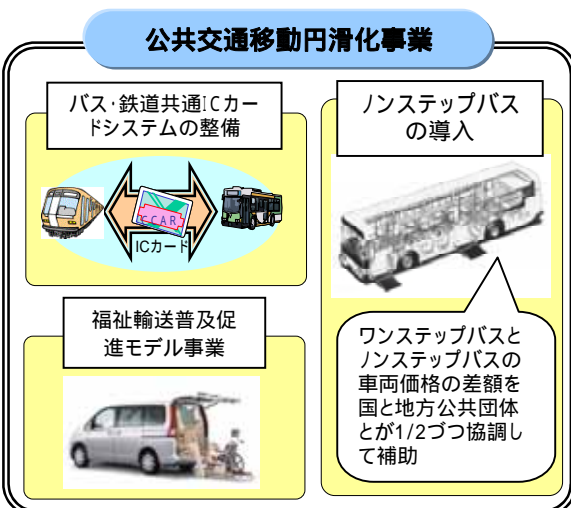 公共交通移動円滑化事業
バス・鉄道共通ICカー
ドシステムの整備
ICカード
福祉輸送普及促
進モデル事業
ノンステップバス
の導入
ワンステップバスと
ノンステップバスの
車両価格の差額を
国と地方公共団体
とが1/2づつ協調し
て補助